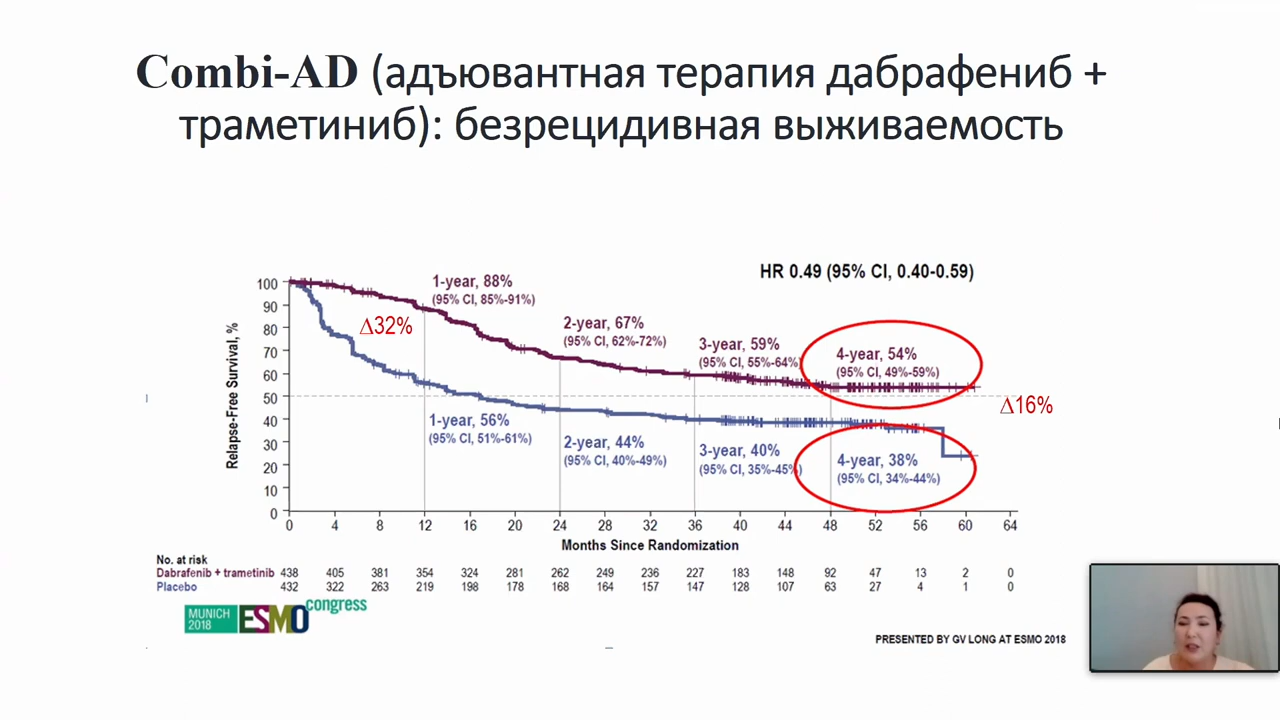 Combi-AD (адъювантная терапия дабрафениб +
траметиниб): безрецидивная выживаемость
HR 0.49 (95% CI, 0.40-0.59)
Relapse-Free Survival, %
100
90
80
70
60
50
40
30
20
10
0
1-year, 88%
(95% CI, 85%-91%)
Δ32%
2-year, 67%
(95% CI, 62%-72%)
3-year, 59%
(95% CI, 55%-64%)
4-year, 54%
(95% CI, 49%-59%)
Δ16%
1-year, 56%
(95% CI, 51%-61%)
2-year, 44%
(95% CI, 40%-49%)
3-year, 40%
(95% CI, 35%-45%)
4-year, 38%
(95% CI, 34%-44%)
0 4 8 12 16 20 24 28 32 36 40 44 48 52 56 60 64
Months Since Randomization
No. at risk
Dabrafenib + trametinib 438 405 381 354 324 281 262 249 236 227 183 148 92 47 13 2 0
Placebo 432 322 263 219 198 178 168 164 157 147 128 107 63 27 4 1 0
MUNICH
2018
ESMO congress
PRESENTED BY GV LONG AT ESMO 2018